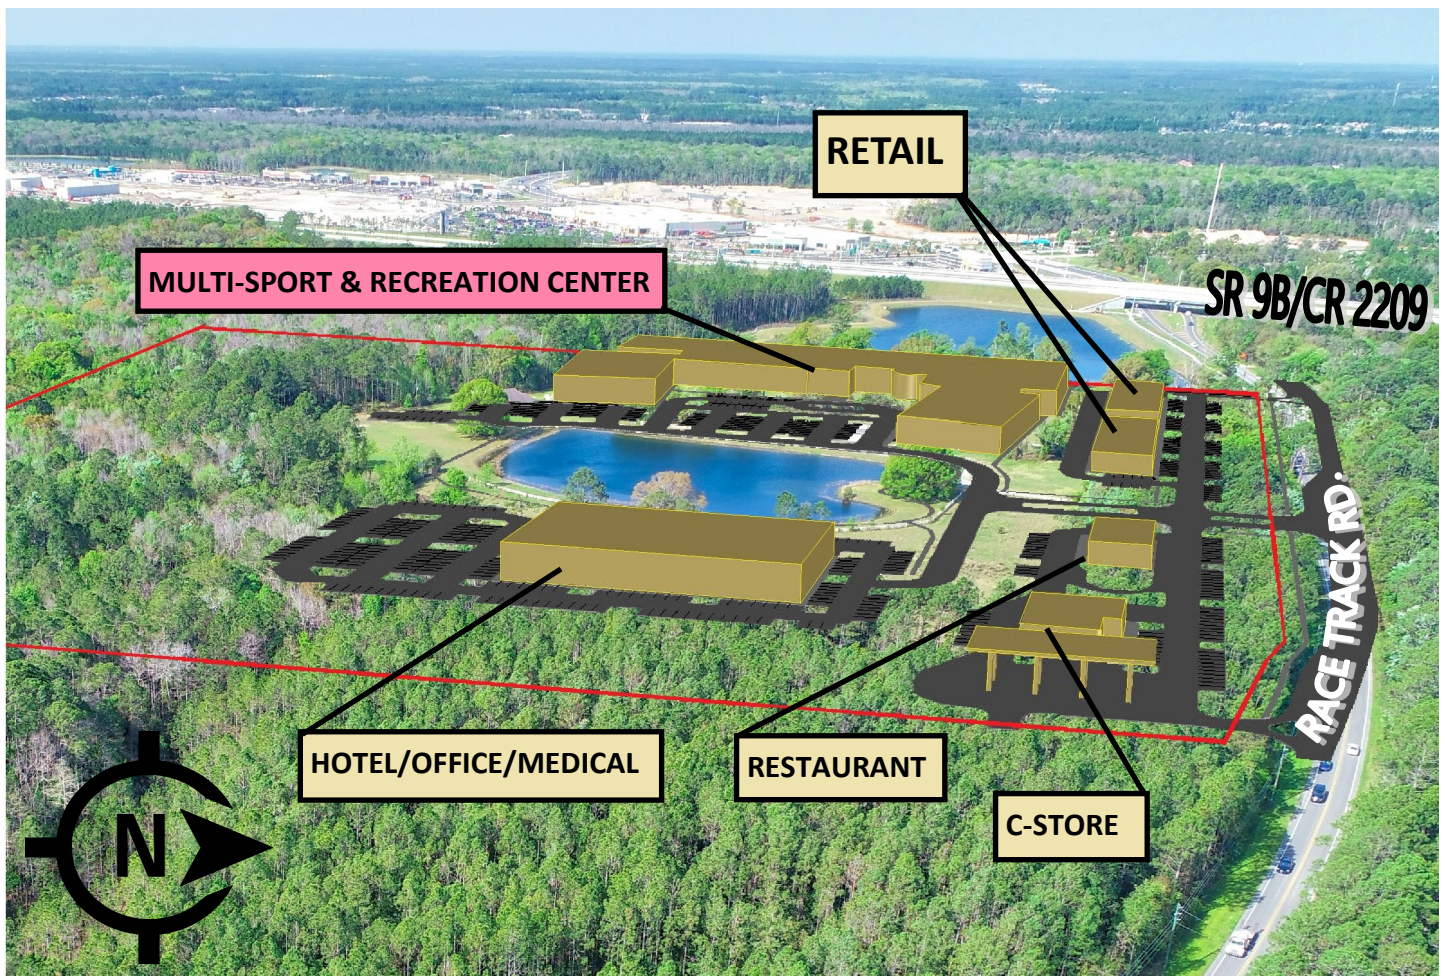 RETAIL
MULTI-SPORT & RECREATION CENTER
SR 9B/CR 2209
RACE TRACK RD.
HOTEL/OFFICE/MEDICAL
RESTAURANT
C-STORE
N